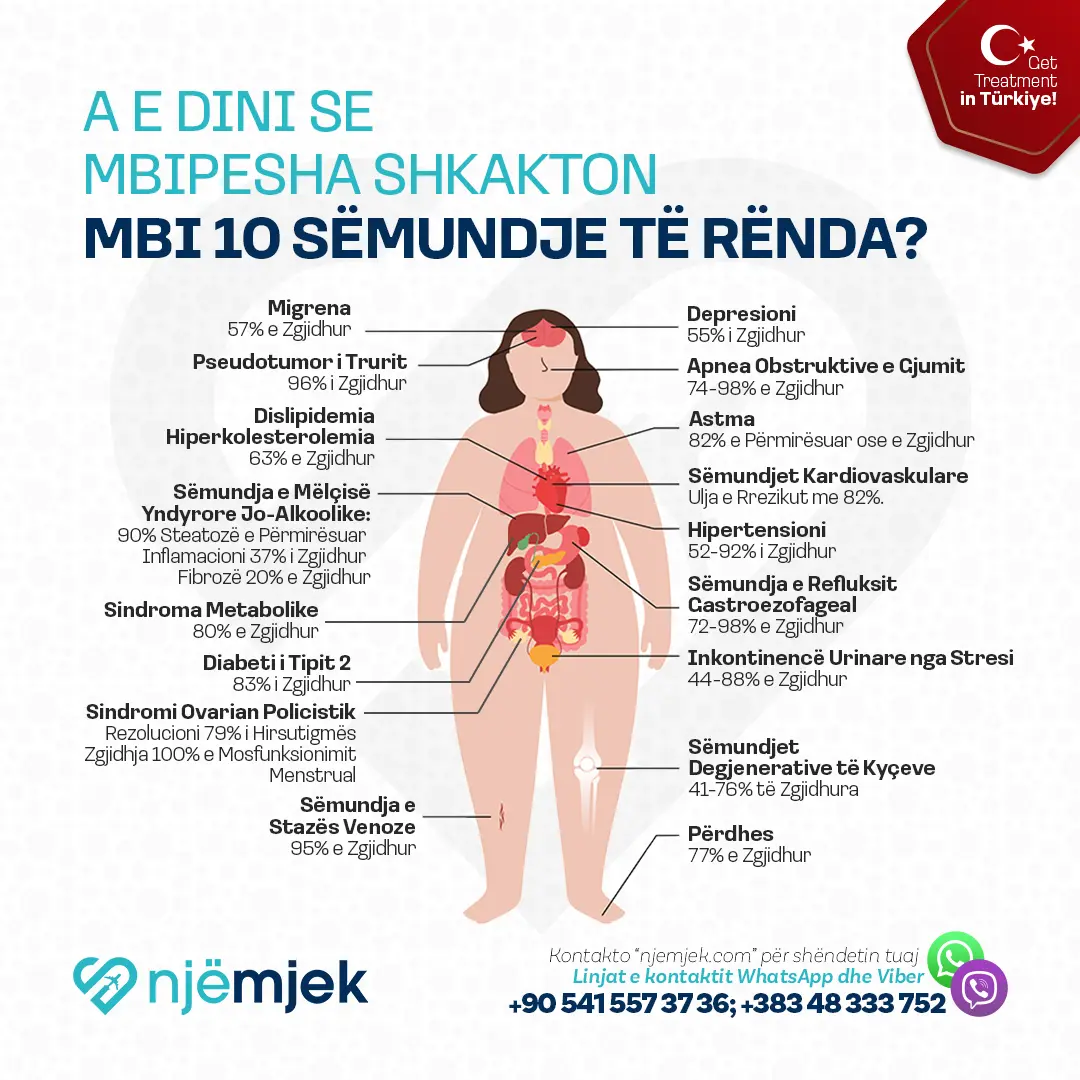 Get
Treatment
in Türkiye!
A E DINI SE
MBIPESHA SHKAKTON
MBI 10 SËMUNDJE TË RËNDA?
Migrena
57% e Zgjidhur
Pseudotumor i Trurit
96% i Zgjidhur
Dislipidemia
Hiperkolesterolemia
63% e Zgjidhur
Sëmundja e Mëlçisë
Yndyrore Jo-Alkoolike:
90% Steatozë e Përmirësuar
Inflamacioni 37% i Zgjidhur
Fibrozë 20% e Zgjidhur
Sindroma Metabolike
80% e Zgjidhur
Diabeti i Tipit 2
83% i Zgjidhur
Sindromi Ovarian Policistik
Rezolucioni 79% i Hirsutigmës
Zgjidhja 100% e Mosfunksionimit
Menstrual
Sëmundja e
Stazës Venoze
95% e Zgjidhur
Depresioni
55% i Zgjidhur
Apnea Obstruktive e Gjumit
74-98% e Zgjidhur
Astma
82% e Përmirësuar ose e Zgjidhur
Sëmundjet Kardiovaskulare
Ulja e Rrezikut me 82%.
Hipertensioni
52-92% i Zgjidhur
Sëmundja e Refluksit
Gastroezofageal
72-98% e Zgjidhur
Inkontinencë Urinare nga Stresi
44-88% e Zgjidhur
Sëmundjet
Degjenerative të Kyçeve
41-76% të Zgjidhura
Përdhes
77% e Zgjidhur
njëmjek
Kontakto “njemjek.com” për shëndetin tuaj
Linjat e kontaktit WhatsApp dhe Viber
+90 541 557 37 36; +383 48 333 752